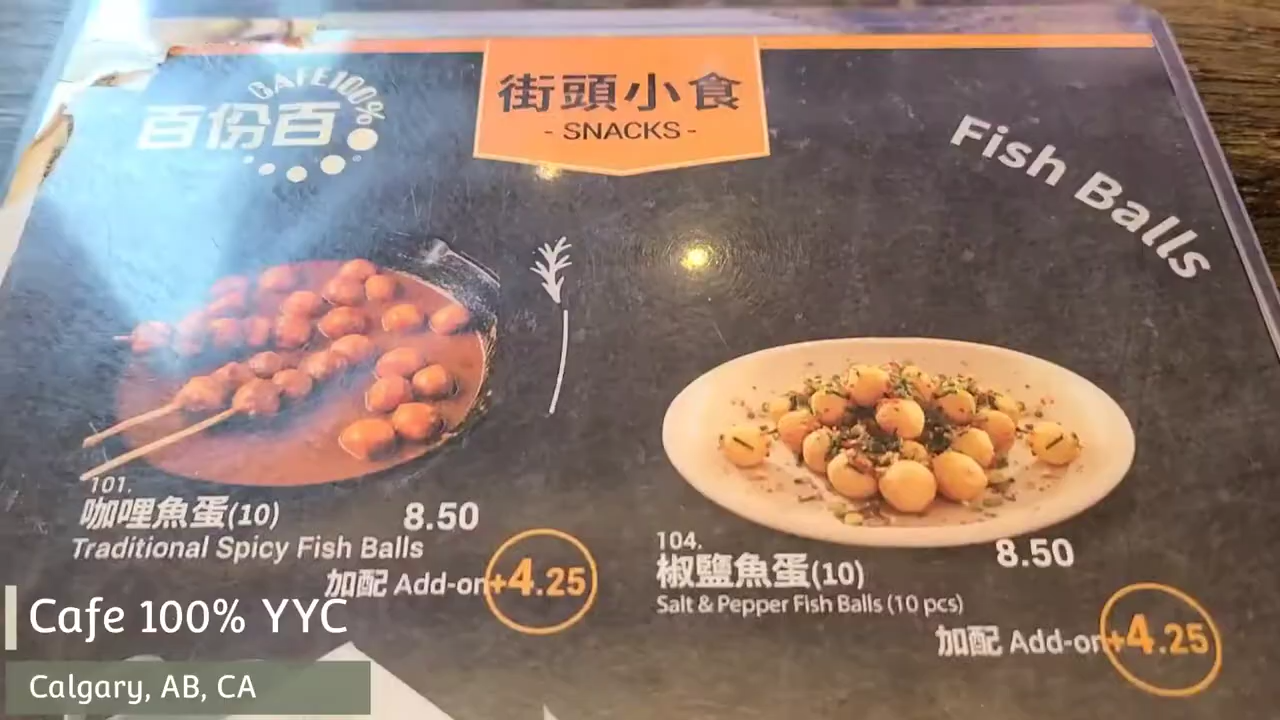 CAFE100%
百份百
街頭小食
- SNACKS -
Fish Balls
101.
咖哩魚蛋(10)
8.50
Traditional Spicy Fish Balls
加配 Add-on +4.25
104.
椒鹽魚蛋(10)
8.50
Salt & Pepper Fish Balls (10 pcs)
加配 Add-on +4.25
Cafe 100% YYC
Calgary, AB, CA